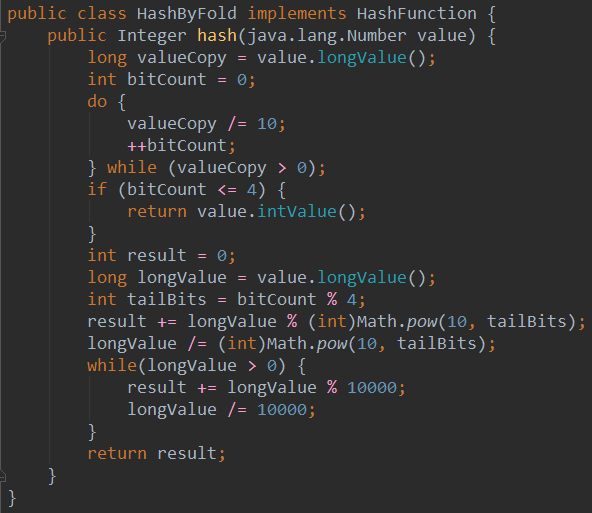 public class HashByFold implements HashFunction {
    public Integer hash(java.lang.Number value) {
        long valueCopy = value.longValue();
        int bitCount = 0;
        do {
            valueCopy /= 10;
            ++bitCount;
        } while (valueCopy > 0);
        if (bitCount <= 4) {
            return value.intValue();
        }
        int result = 0;
        long longValue = value.longValue();
        int tailBits = bitCount % 4;
        result += longValue % (int)Math.pow(10, tailBits);
        longValue /= (int)Math.pow(10, tailBits);
        while(longValue > 0) {
            result += longValue % 10000;
            longValue /= 10000;
        }
        return result;
    }
}